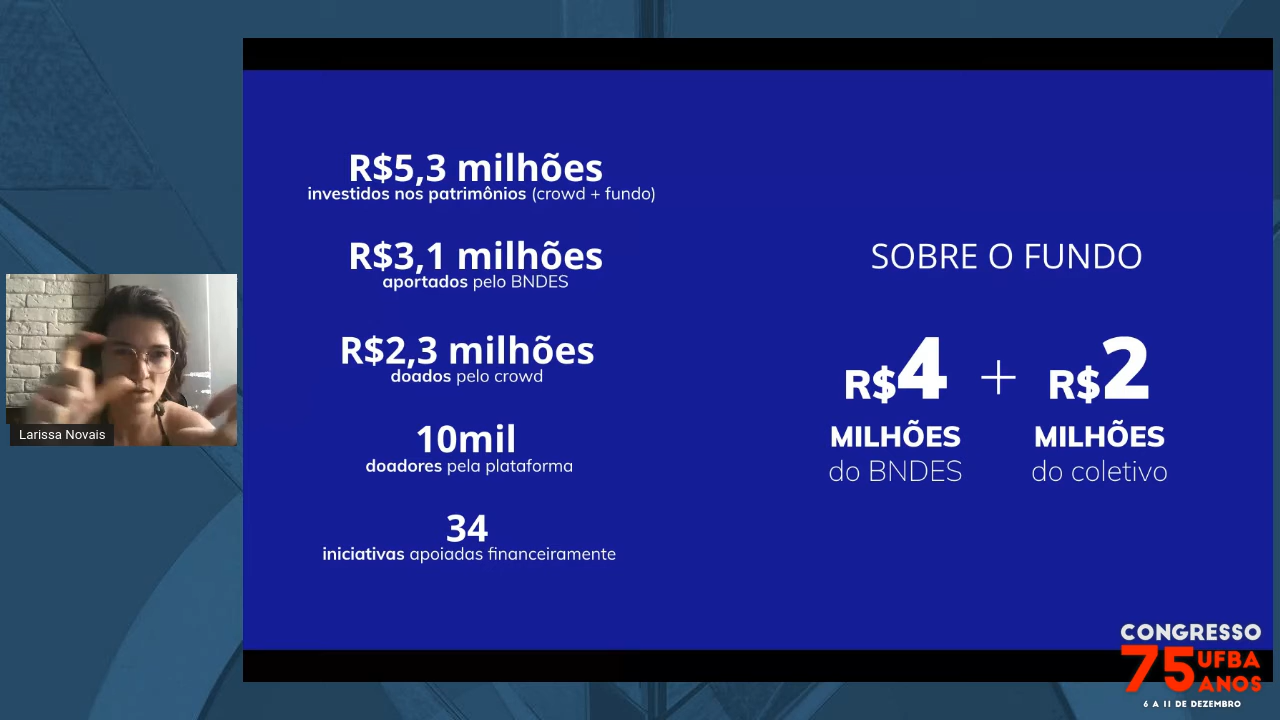 R$5,3 milhões
investidos nos patrimônios (crowd + fundo)
R$3,1 milhões
aportados pelo BNDES
R$2,3 milhões
doados pelo crowd
10mil
doadores pela plataforma
34
iniciativas apoiadas financeiramente
SOBRE O FUNDO
R$4 + R$2
MILHÕES MILHÕES
do BNDES do coletivo
Larissa Novais
CONGRESSO
75 UFBA
ANOS
6 A 11 DE DEZEMBRO